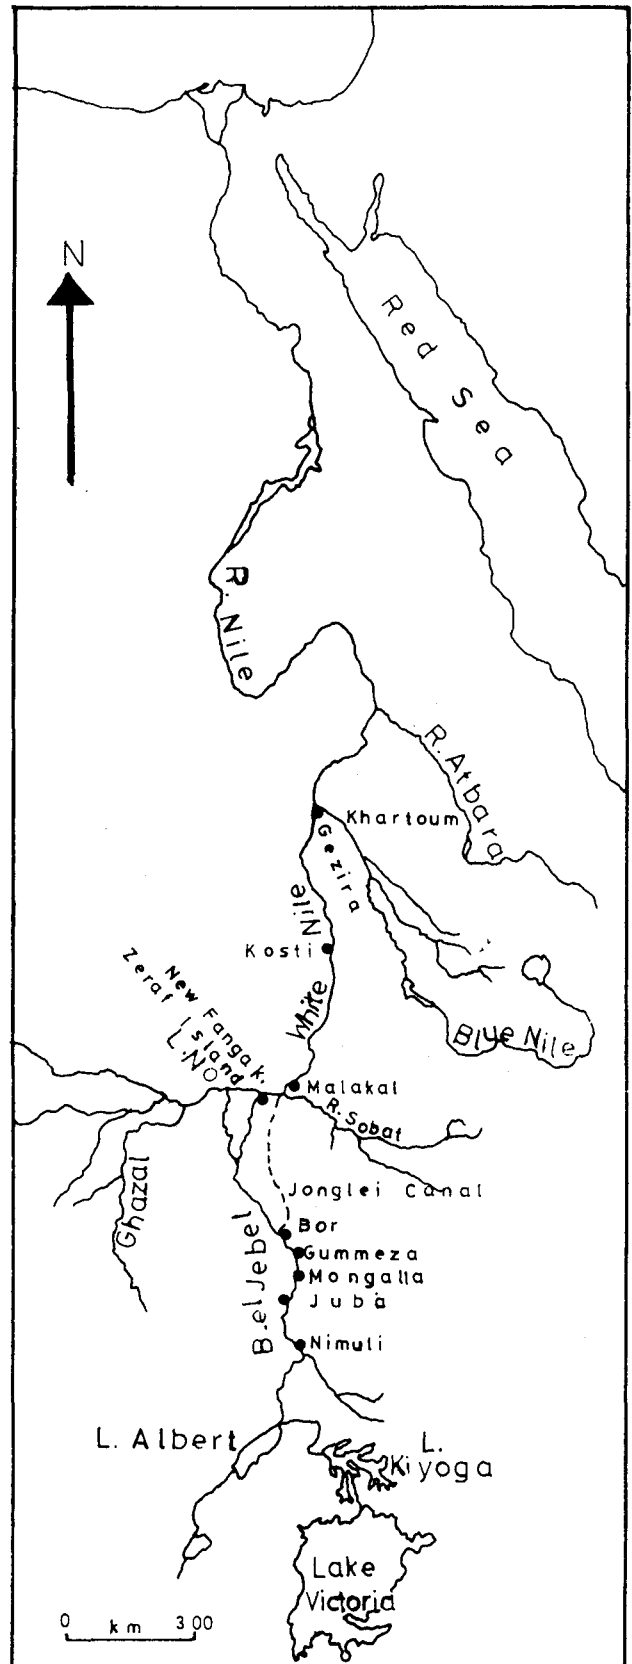 N
Red Sea
R. Nile
R. Atbara
Khartoum
Gezira
White Nile
Kosti
Blue Nile
New Fangak.
Zeraf Island
L. No
Malakal
R. Sobat
Ghazal
Jonglei Canal
Bor
B. el Jebel
Gummeza
Mongalla
Juba
Nimuli
L. Albert
L.
Kiyoga
Lake
Victoria
0 km 300